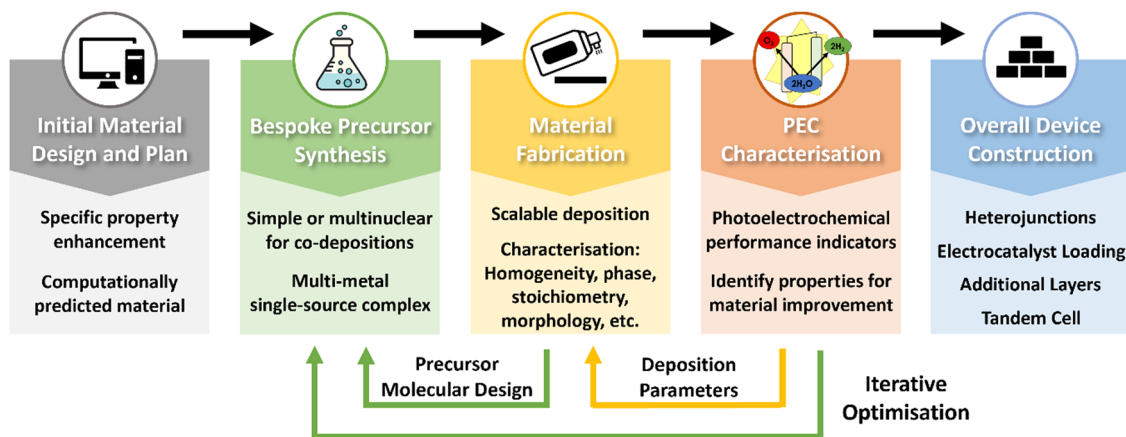 O₂
2H₂
2H₂O
Initial Material
Design and Plan
Specific property
enhancement
Computationally
predicted material
Bespoke Precursor
Synthesis
Simple or multinuclear
for co-depositions
Multi-metal
single-source complex
Material
Fabrication
Scalable deposition
Characterisation:
Homogeneity, phase,
stoichiometry,
morphology, etc.
PEC
Characterisation
Photoelectrochemical
performance indicators
Identify properties for
material improvement
Overall Device
Construction
Heterojunctions
Electrocatalyst Loading
Additional Layers
Tandem Cell
Precursor
Molecular Design
Deposition
Parameters
Iterative
Optimisation